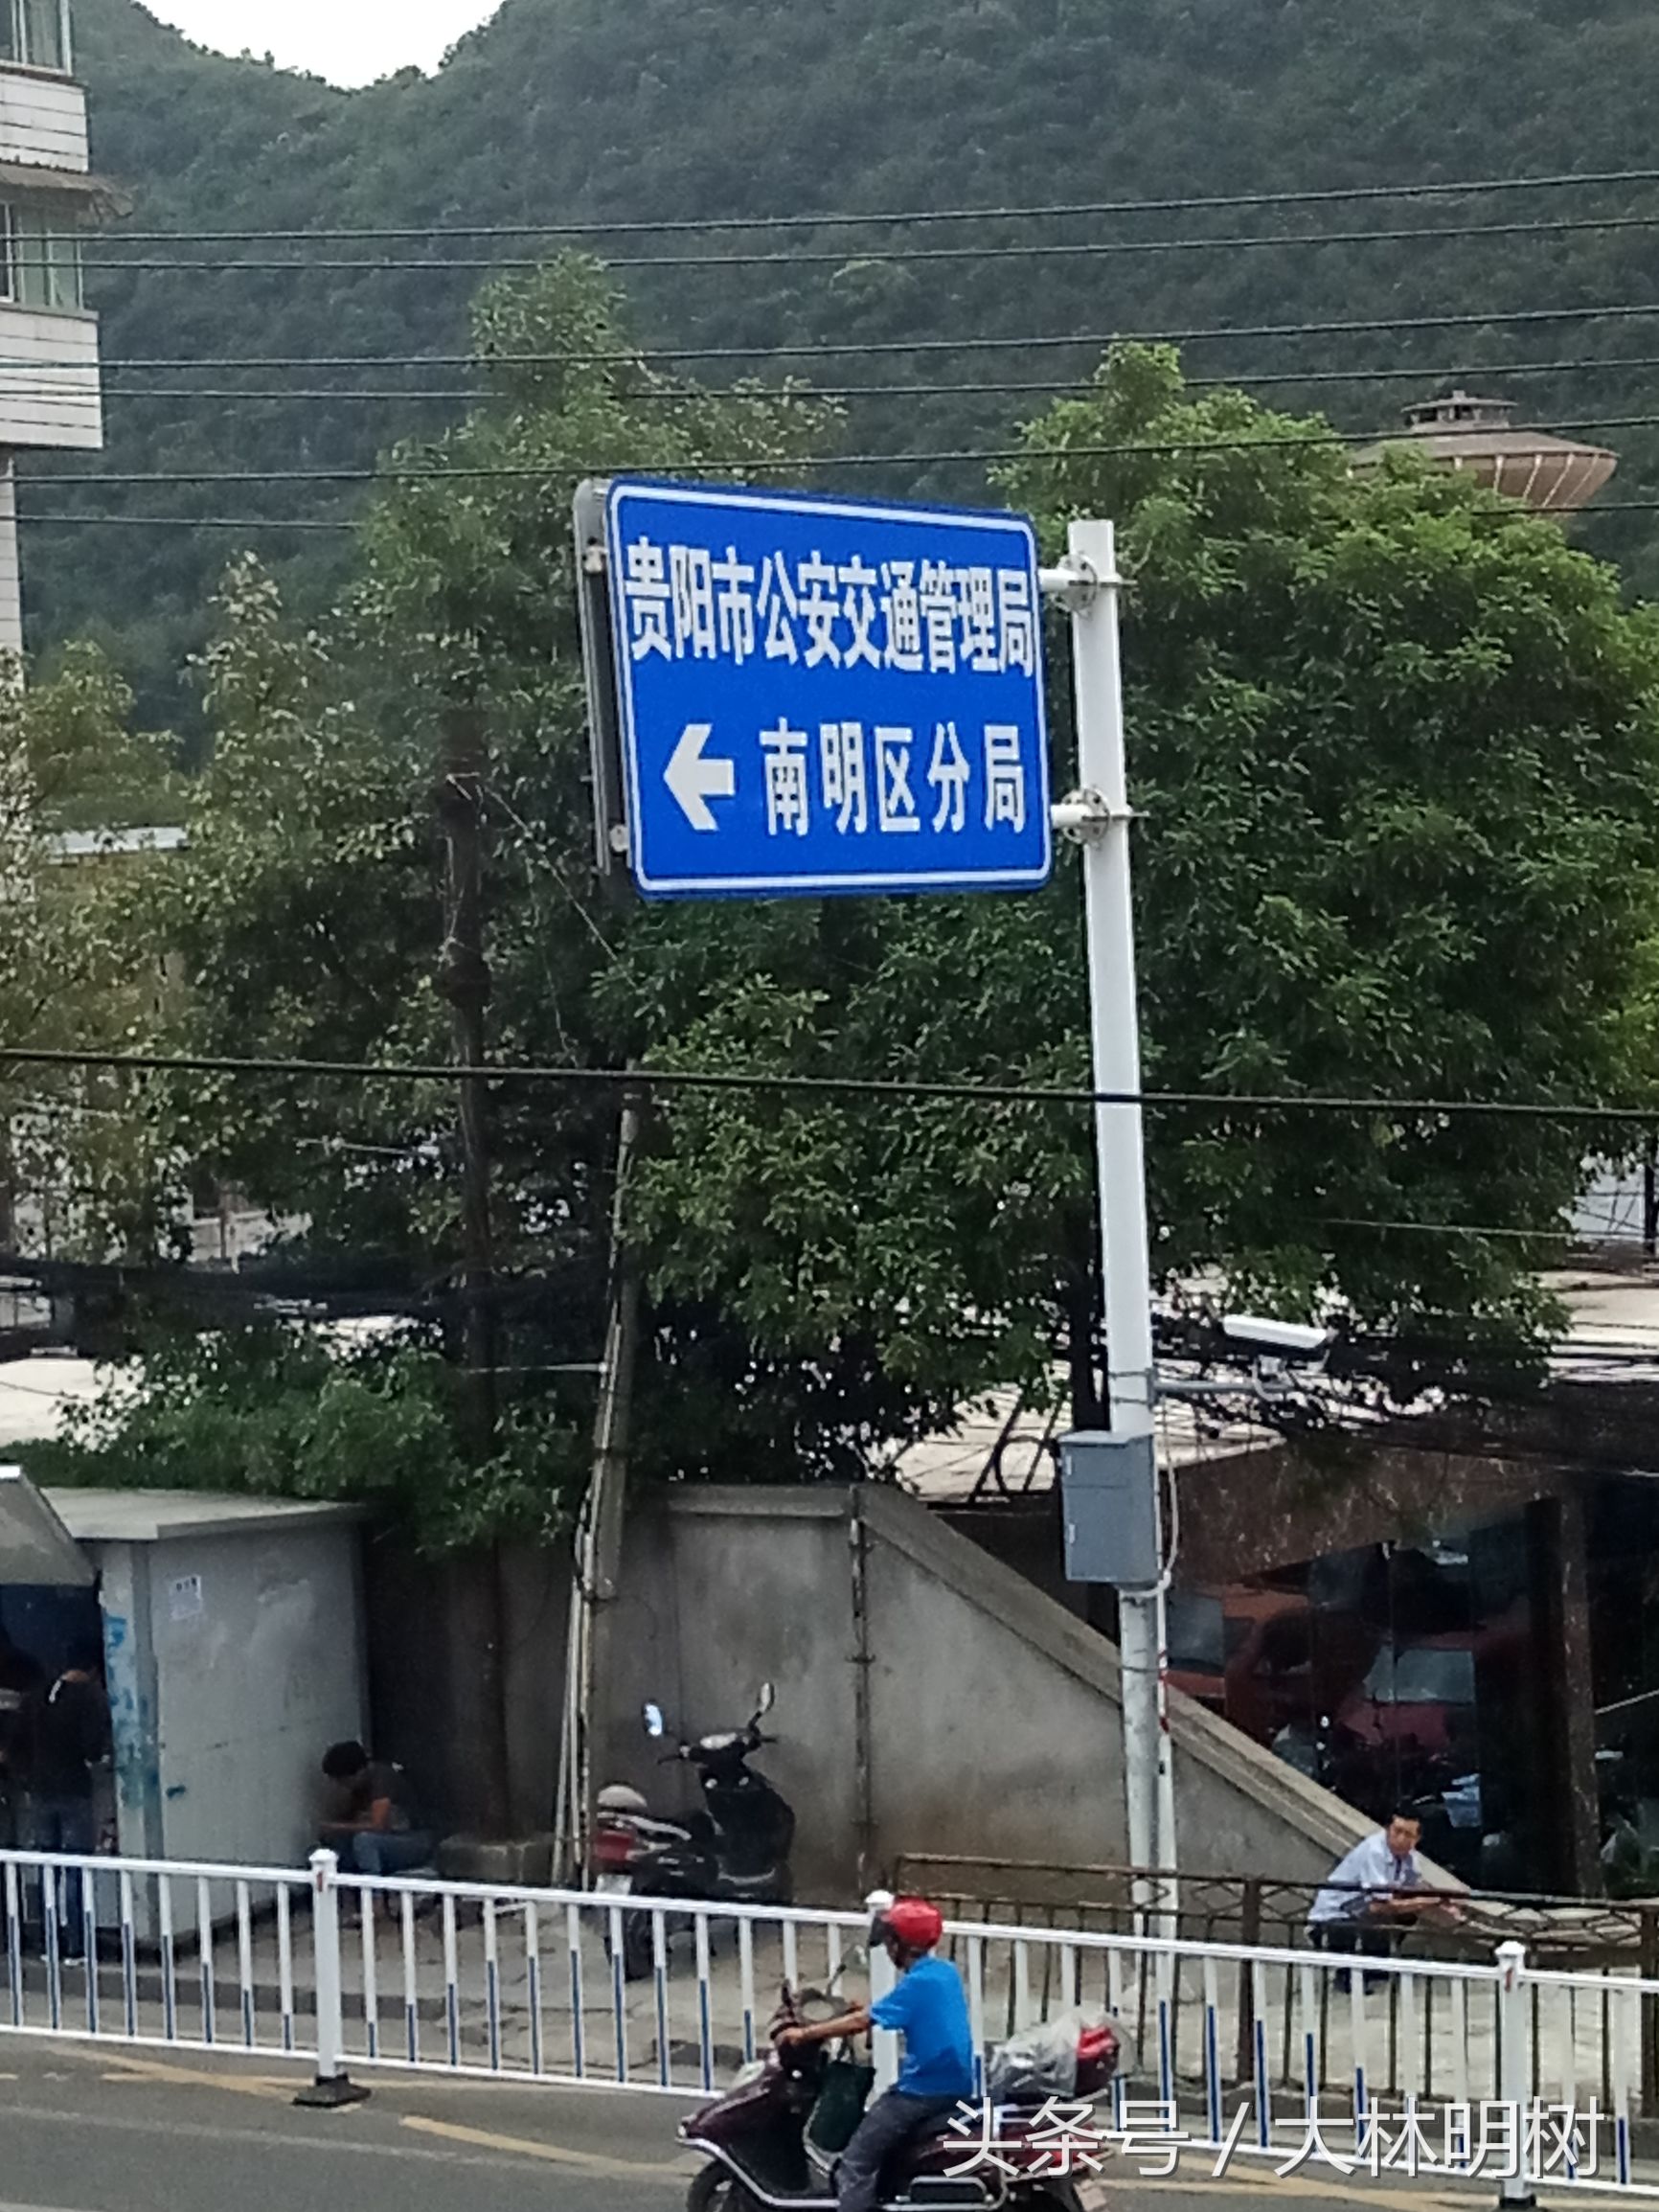 贵阳市公安交通管理局
南明区分局
头条号 / 大林明树